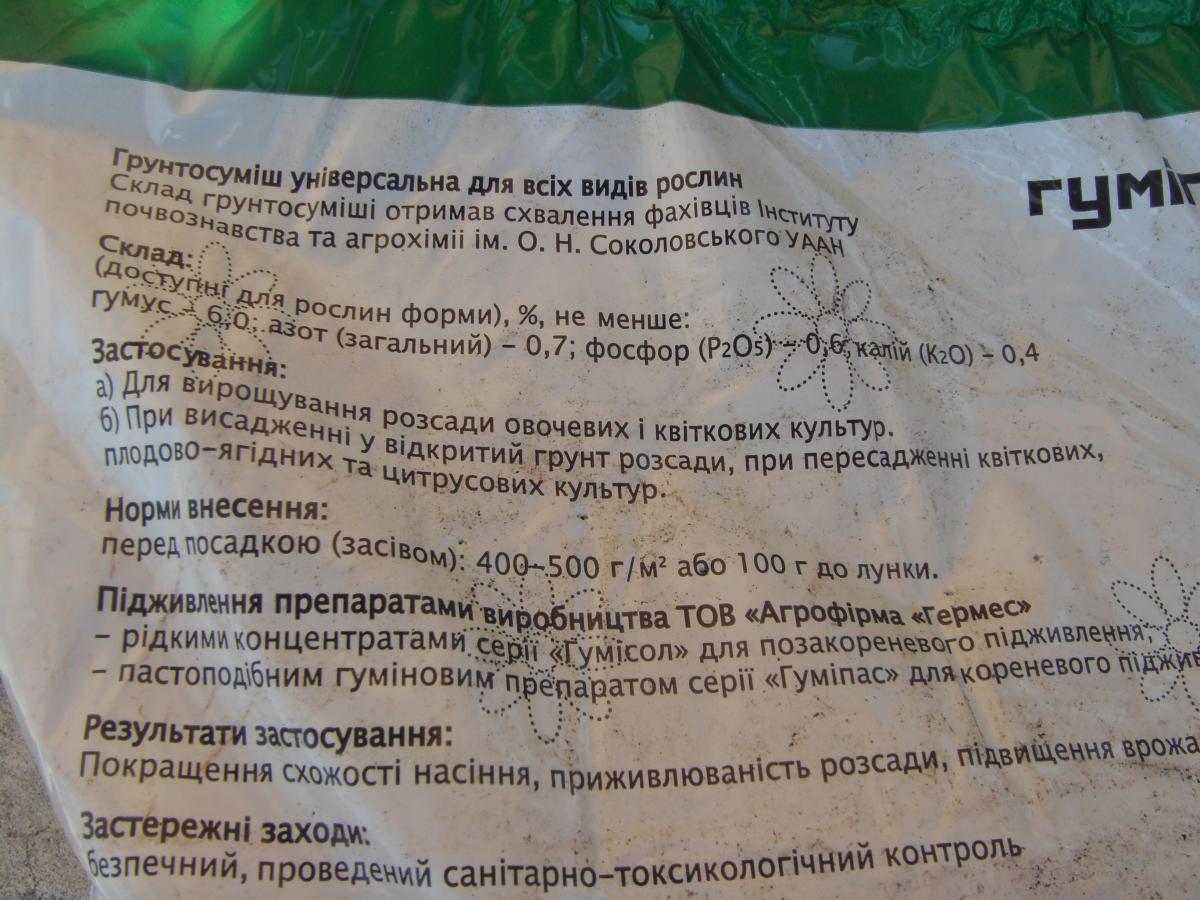 Грунтосуміш універсальна для всіх видів рослин
Склад грунтосуміші отримав схвалення фахівців Інституту
почвознавства та агрохімії ім. О. Н. Соколовського УААН
гуміп
Склад:
(доступні для рослин форми), %, не менше:
гумус – 6,0, азот (загальний) – 0,7; фосфор (P₂O₅) – 0,6; калій (K₂O) – 0,4
Застосування:
а) Для вирощування розсади овочевих і квіткових культур.
б) При висадженні у відкритий грунт розсади, при пересадженні квіткових,
плодово-ягідних та цитрусових культур.
Норми внесення:
перед посадкою (засівом): 400–500 г/м² або 100 г до лунки.
Підживлення препаратами виробництва ТОВ «Агрофірма «Гермес»
– рідкими концентратами серії «Гумісол» для позакореневого підживлення;
– пастоподібним гуміновим препаратом серії «Гуміпас» для кореневого піджив
Результати застосування:
Покращення схожості насіння, приживлюваність розсади, підвищення врожа
Застережні заходи:
безпечний, проведений санітарно-токсикологічний контроль